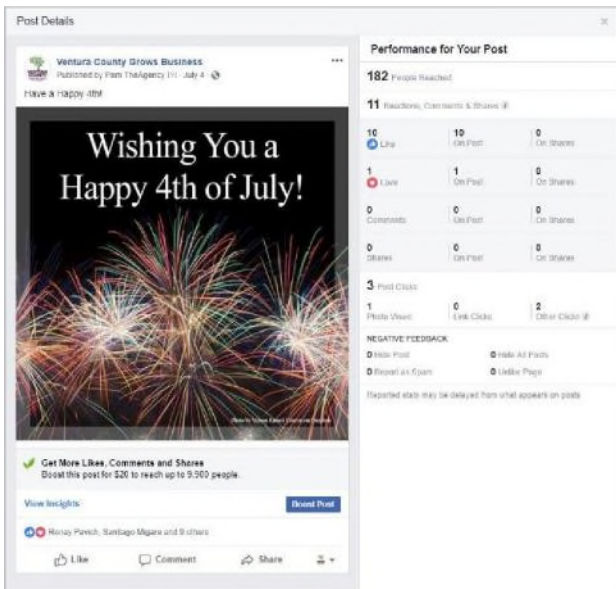 Post Details
Ventura County Grows Business
Published by Pam TheAgency · July 4 ·
Have a Happy 4th!
Wishing You a
Happy 4th of July!
Get More Likes, Comments and Shares
Boost this post for $20 to reach up to 9,900 people.
View Insights
Boost Post
and 9 others
Like
Comment
Share
Performance for Your Post
182 People Reached
11 Reactions, Comments & Shares
10 10 0
Like On Post On Shares
1 1 0
Love On Post On Shares
0 0 0
Comments On Post On Shares
0 0 0
Shares On Post On Shares
3 Post Clicks
1 0 2
Photo Views Link Clicks Other Clicks
NEGATIVE FEEDBACK
0 Hide Post 0 Hide All Posts
0 Report as Spam 0 Unlike Page
Reported stats may be delayed from what appears on posts